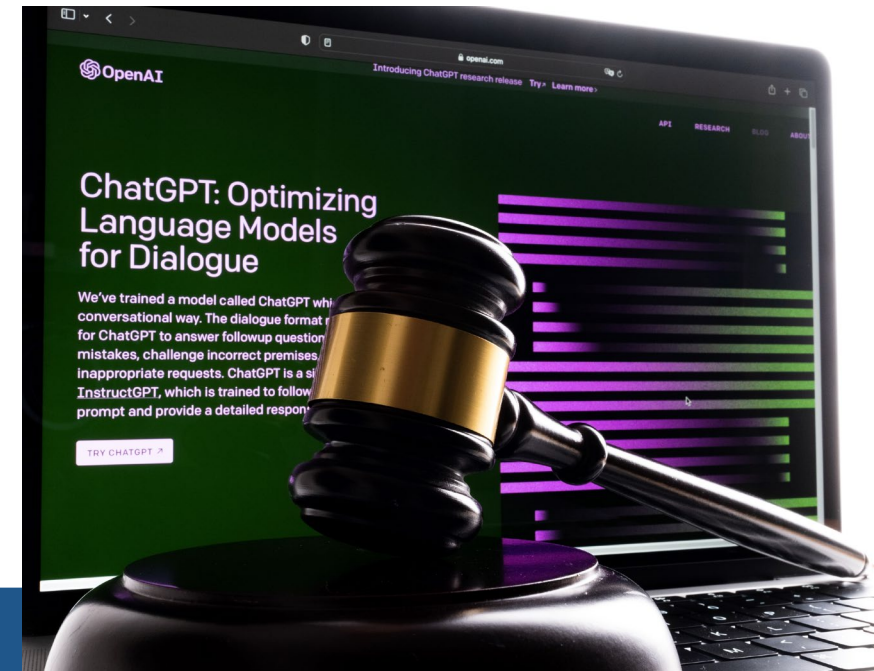 openai.com
OpenAI
Introducing ChatGPT research release Try↗ Learn more›
API RESEARCH BLOG ABOU
ChatGPT: Optimizing
Language Models
for Dialogue
We've trained a model called ChatGPT whi
conversational way. The dialogue format
for ChatGPT to answer followup question
mistakes, challenge incorrect premises,
inappropriate requests. ChatGPT is a si
InstructGPT, which is trained to follow
prompt and provide a detailed respon
TRY CHATGPT ↗